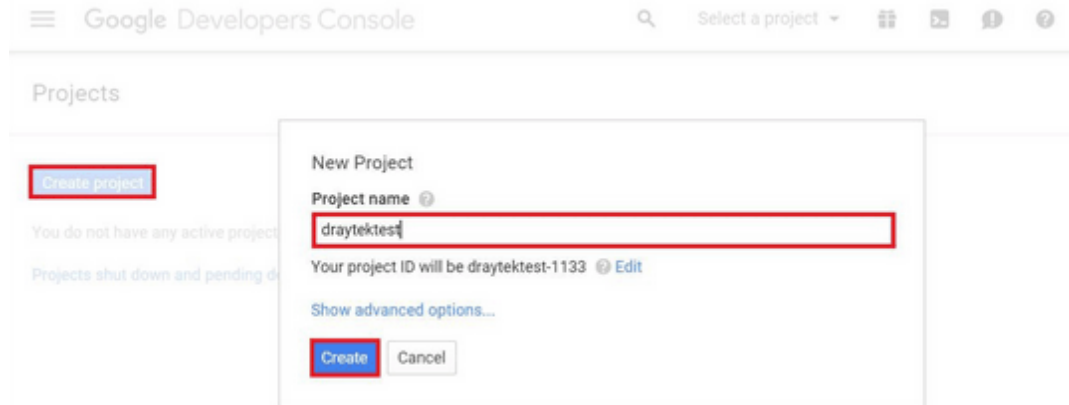 Google Developers Console
Select a project
Projects
Create project
You do not have any active project
Projects shut down and pending d
New Project
Project name
draytektest
Your project ID will be draytektest-1133 Edit
Show advanced options...
Create Cancel